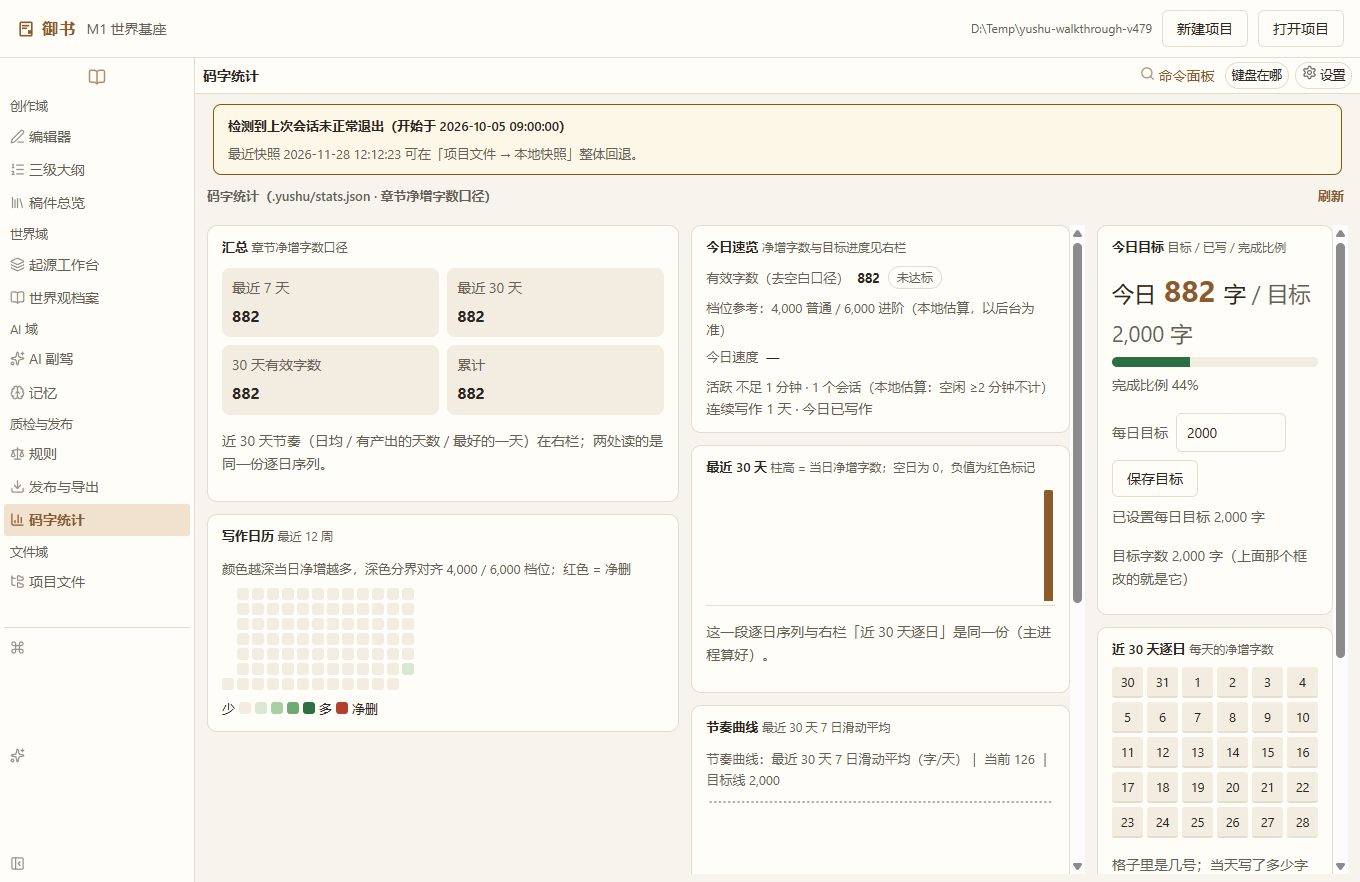 御书 M1 世界基座
D:\Temp\yushu-walkthrough-v479 新建项目 打开项目
创作域
编辑器
三级大纲
稿件总览
世界域
起源工作台
世界观档案
AI 域
AI 副驾
记忆
质检与发布
规则
发布与导出
码字统计
文件域
项目文件
码字统计
命令面板 键盘在哪 设置
检测到上次会话未正常退出（开始于 2026-10-05 09:00:00）
最近快照 2026-11-28 12:12:23 可在「项目文件 → 本地快照」整体回退。
码字统计（.yushu/stats.json · 章节净增字数口径） 刷新
汇总 章节净增字数口径
最近 7 天
882
最近 30 天
882
30 天有效字数
882
累计
882
近 30 天节奏（日均 / 有产出的天数 / 最好的一天）在右栏；两处读的是
同一份逐日序列。
写作日历 最近 12 周
颜色越深当日净增越多，深色分界对齐 4,000 / 6,000 档位；红色 = 净删
少 多 净删
今日速览 净增字数与目标进度见右栏
有效字数（去空白口径） 882 未达标
档位参考：4,000 普通 / 6,000 进阶（本地估算，以后台为
准）
今日速度 —
活跃 不足 1 分钟 · 1 个会话（本地估算：空闲 ≥2 分钟不计）
连续写作 1 天 · 今日已写作
最近 30 天 柱高 = 当日净增字数；空日为 0，负值为红色标记
这一段逐日序列与右栏「近 30 天逐日」是同一份（主进
程算好）。
节奏曲线 最近 30 天 7 日滑动平均
节奏曲线：最近 30 天 7 日滑动平均（字/天）｜ 当前 126 ｜
目标线 2,000
今日目标 目标 / 已写 / 完成比例
今日 882 字 / 目标
2,000 字
完成比例 44%
每日目标 2000
保存目标
已设置每日目标 2,000 字
目标字数 2,000 字（上面那个框
改的就是它）
近 30 天逐日 每天的净增字数
30 31 1 2 3 4
5 6 7 8 9 10
11 12 13 14 15 16
17 18 19 20 21 22
23 24 25 26 27 28
格子里是几号；当天写了多少字